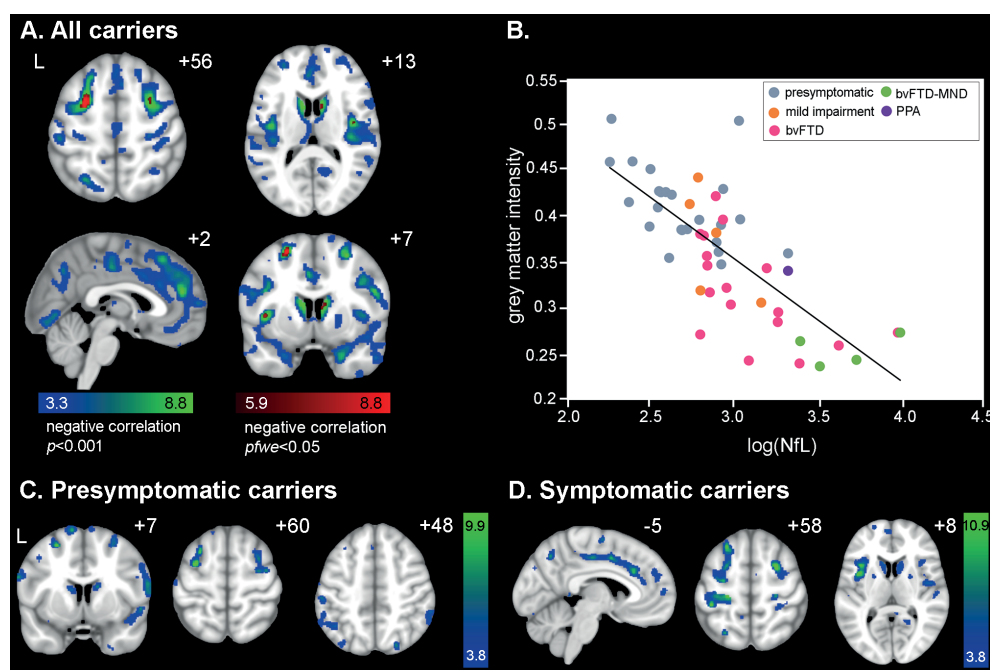 A. All carriers
L
+56
+13
+2
+7
3.3 8.8
negative correlation
p<0.001
5.9 8.8
negative correlation
pfwe<0.05
B.
grey matter intensity
0.55
0.5
0.45
0.4
0.35
0.3
0.25
0.2
2.0 2.5 3.0 3.5 4.0 4.5
log(NfL)
presymptomatic
mild impairment
bvFTD
bvFTD-MND
PPA
C. Presymptomatic carriers
L
+7
+60
+48
9.9
3.8
D. Symptomatic carriers
-5
+58
+8
10.9
3.8